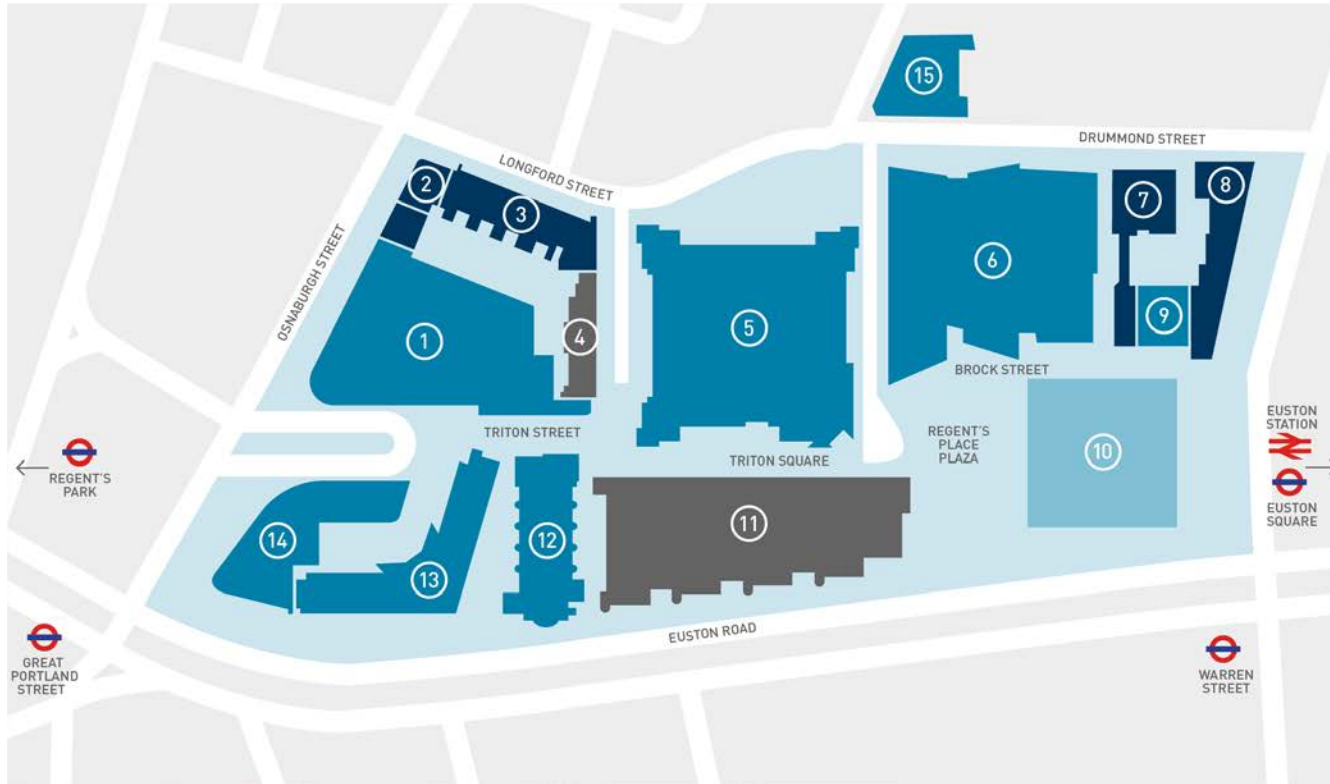 15
DRUMMOND STREET
LONGFORD STREET
2
3
7
8
OSNABURGH STREET
6
1
4
5
9
BROCK STREET
TRITON STREET
REGENT'S
PLACE
PLAZA
10
EUSTON
STATION
TRITON SQUARE
REGENT'S
PARK
EUSTON
SQUARE
14
13
12
11
EUSTON ROAD
GREAT
PORTLAND
STREET
WARREN
STREET